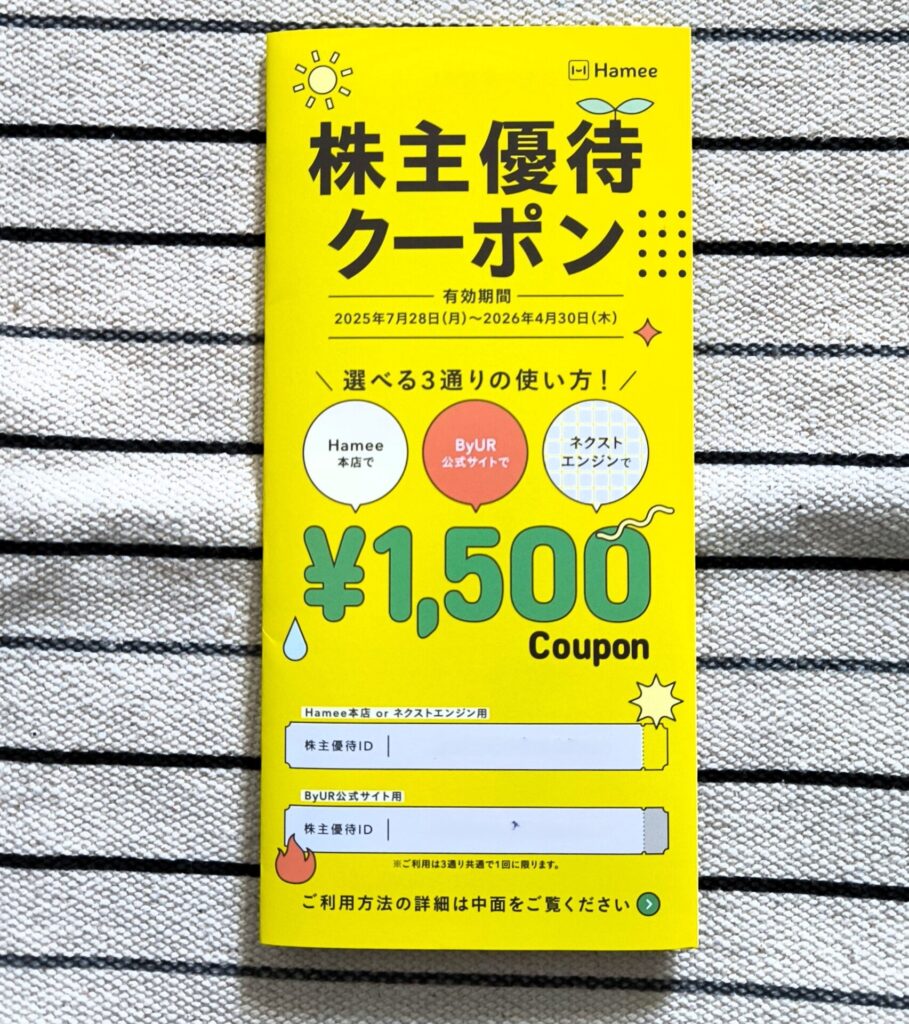 Hamee
株主優待
クーポン
有効期間
2025年7月28日(月)〜2026年4月30日(木)
\ 選べる3通りの使い方！ /
Hamee
本店で
ByUR
公式サイトで
ネクスト
エンジンで
¥1,500
Coupon
Hamee本店 or ネクストエンジン用
株主優待ID
ByUR公式サイト用
株主優待ID
※ご利用は3通り共通で1回に限ります。
ご利用方法の詳細は中面をご覧ください